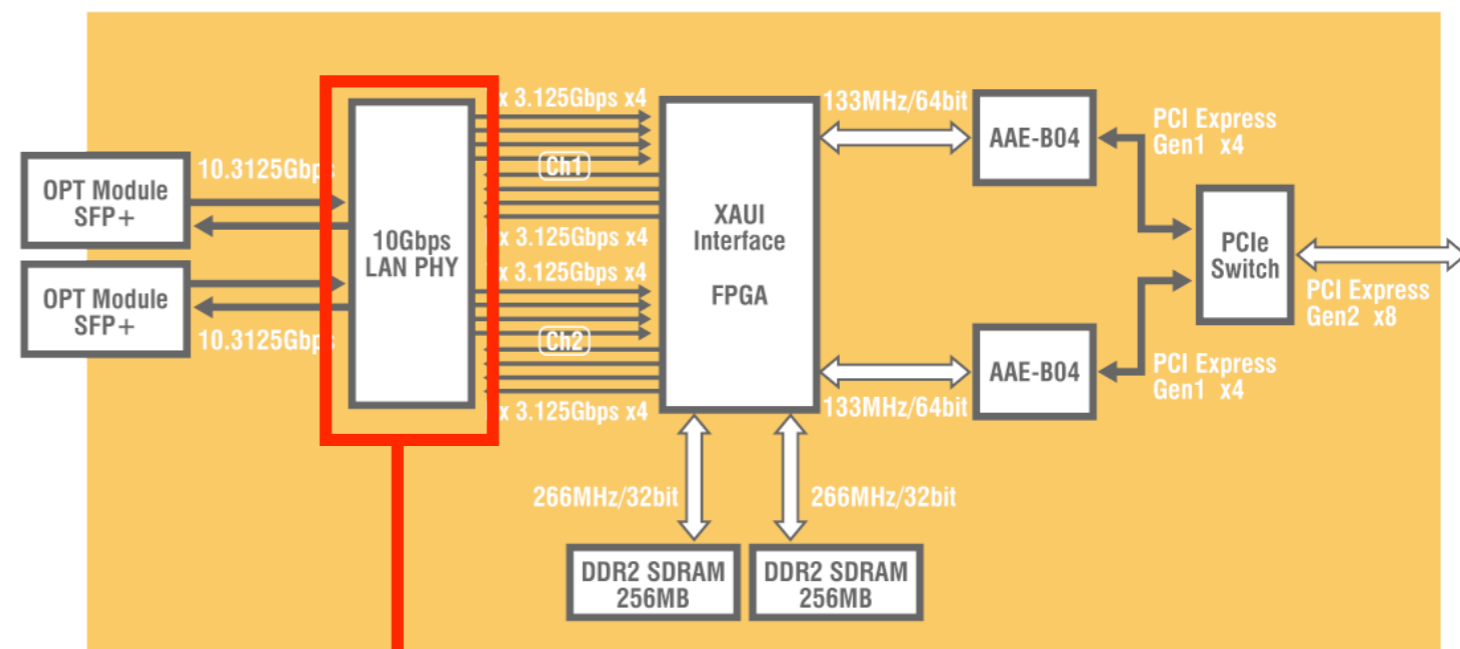 OPT Module
SFP+
OPT Module
SFP+
10.3125Gbps
10.3125Gbps
10Gbps
LAN PHY
x 3.125Gbps x4
Ch1
x 3.125Gbps x4
x 3.125Gbps x4
Ch2
x 3.125Gbps x4
XAUI
Interface
FPGA
133MHz/64bit
133MHz/64bit
AAE-B04
AAE-B04
PCI Express
Gen1 x4
PCI Express
Gen1 x4
PCIe
Switch
PCI Express
Gen2 x8
266MHz/32bit
266MHz/32bit
DDR2 SDRAM
256MB
DDR2 SDRAM
256MB